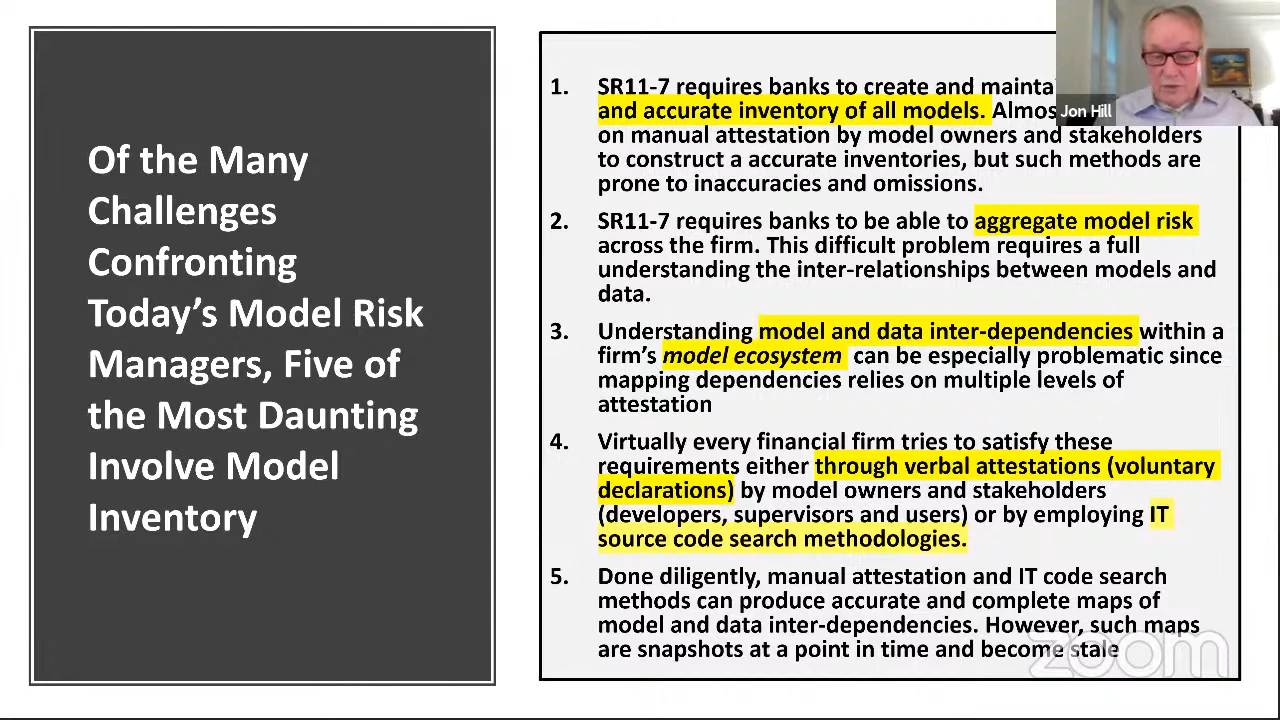 Of the Many
Challenges
Confronting
Today's Model Risk
Managers, Five of
the Most Daunting
Involve Model
Inventory
1. SR11-7 requires banks to create and maintai
and accurate inventory of all models. Almos
on manual attestation by model owners and stakeholders
to construct a accurate inventories, but such methods are
prone to inaccuracies and omissions.
2. SR11-7 requires banks to be able to aggregate model risk
across the firm. This difficult problem requires a full
understanding the inter-relationships between models and
data.
3. Understanding model and data inter-dependencies within a
firm's model ecosystem can be especially problematic since
mapping dependencies relies on multiple levels of
attestation
4. Virtually every financial firm tries to satisfy these
requirements either through verbal attestations (voluntary
declarations) by model owners and stakeholders
(developers, supervisors and users) or by employing IT
source code search methodologies.
5. Done diligently, manual attestation and IT code search
methods can produce accurate and complete maps of
model and data inter-dependencies. However, such maps
are snapshots at a point in time and become stale
Jon Hill
zoom